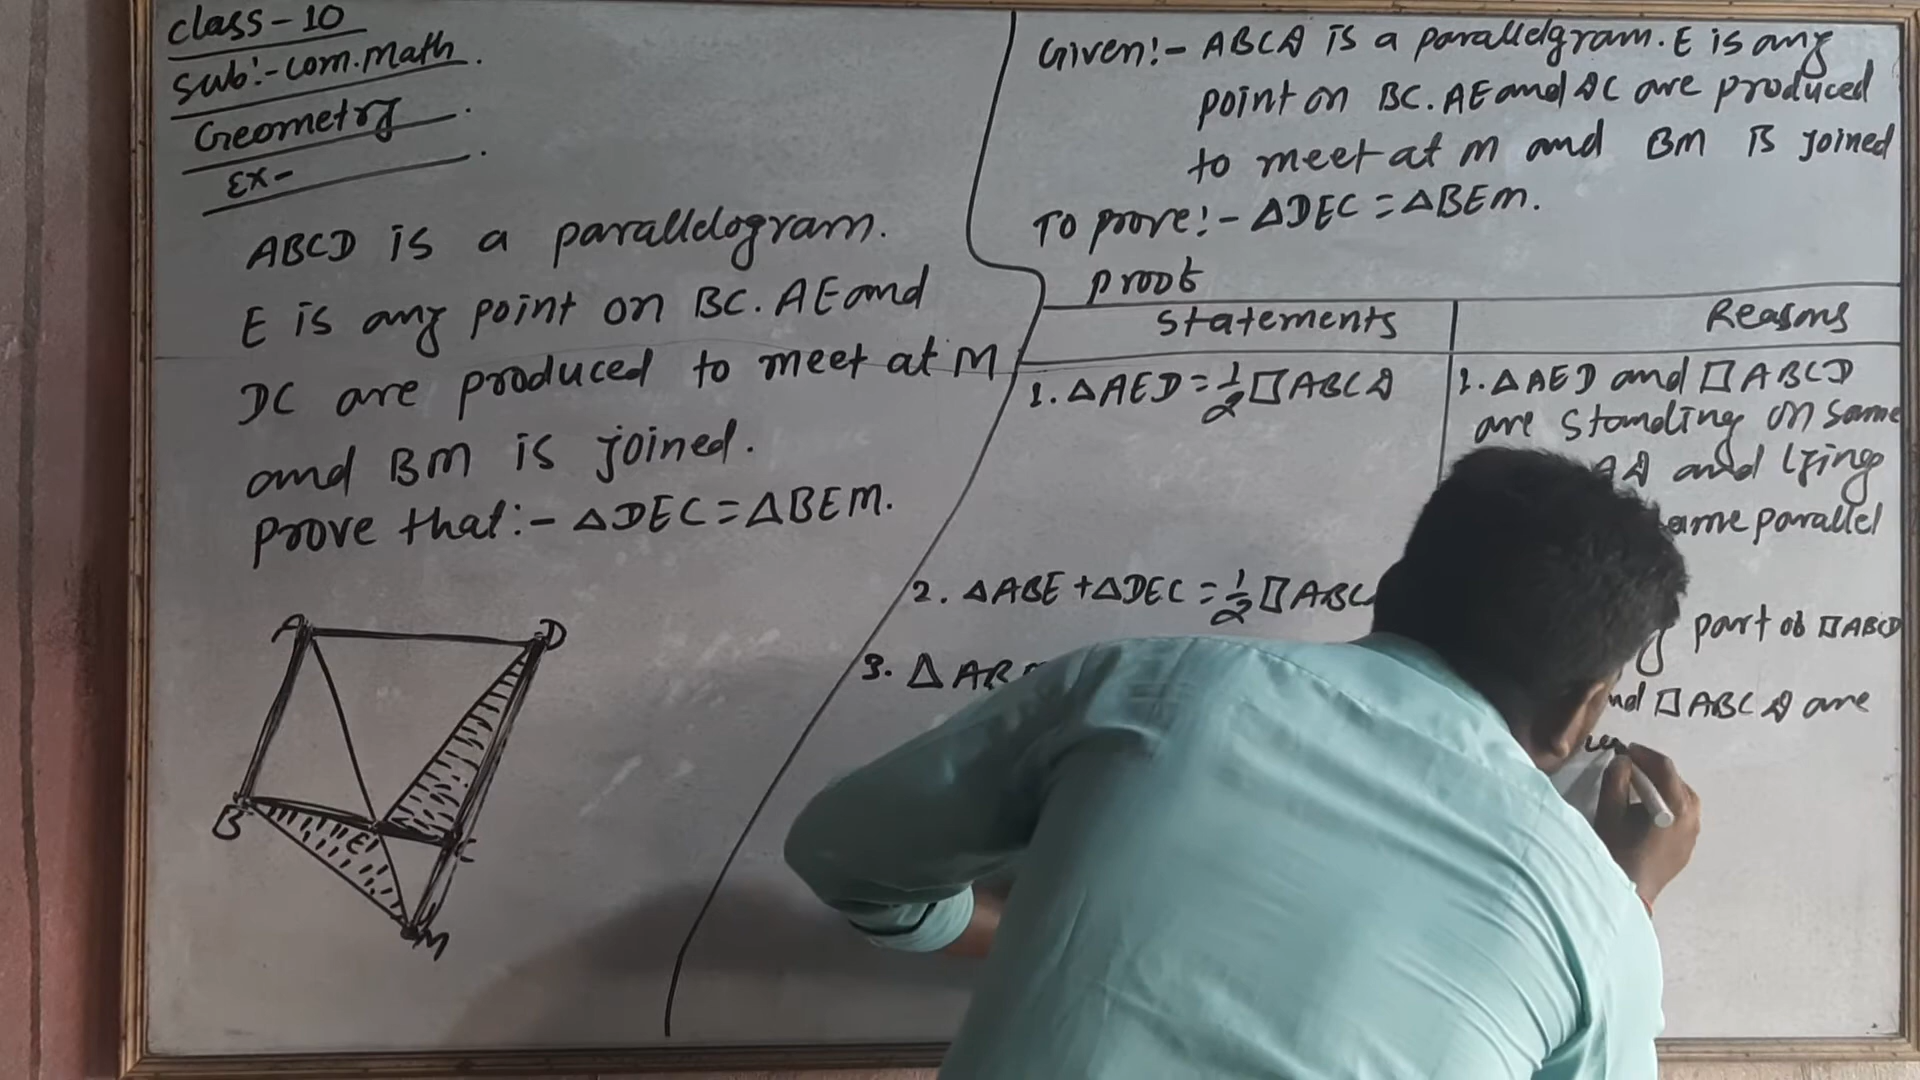 class-10
Sub:-com.math.
Geometry.
Ex-
ABCD is a parallelogram.
E is any point on BC. AE and
DC are produced to meet at M
and BM is joined.
Prove that:- △DEC=△BEM.
A D
B E C
M
Given:- ABCD is a parallelgram. E is any
point on BC. AE and DC are produced
to meet at M and BM is joined
To prove:- △DEC=△BEM.
proof
Statements Reasons
1. △AED=½▱ABCD
1. △AED and ▱ABCD
are standing on same
AD and lying
ame parallel
2. △ABE+△DEC=½▱ABC
part of ▱ABCD
3. △AB
nd ▱ABCD are